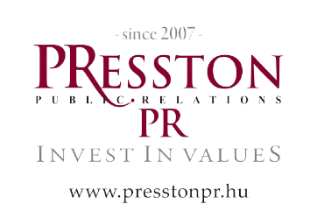 - since 2007 -
PRESSTON
PUBLIC•RELATIONS
PR
INVEST IN VALUES
www.presstonpr.hu